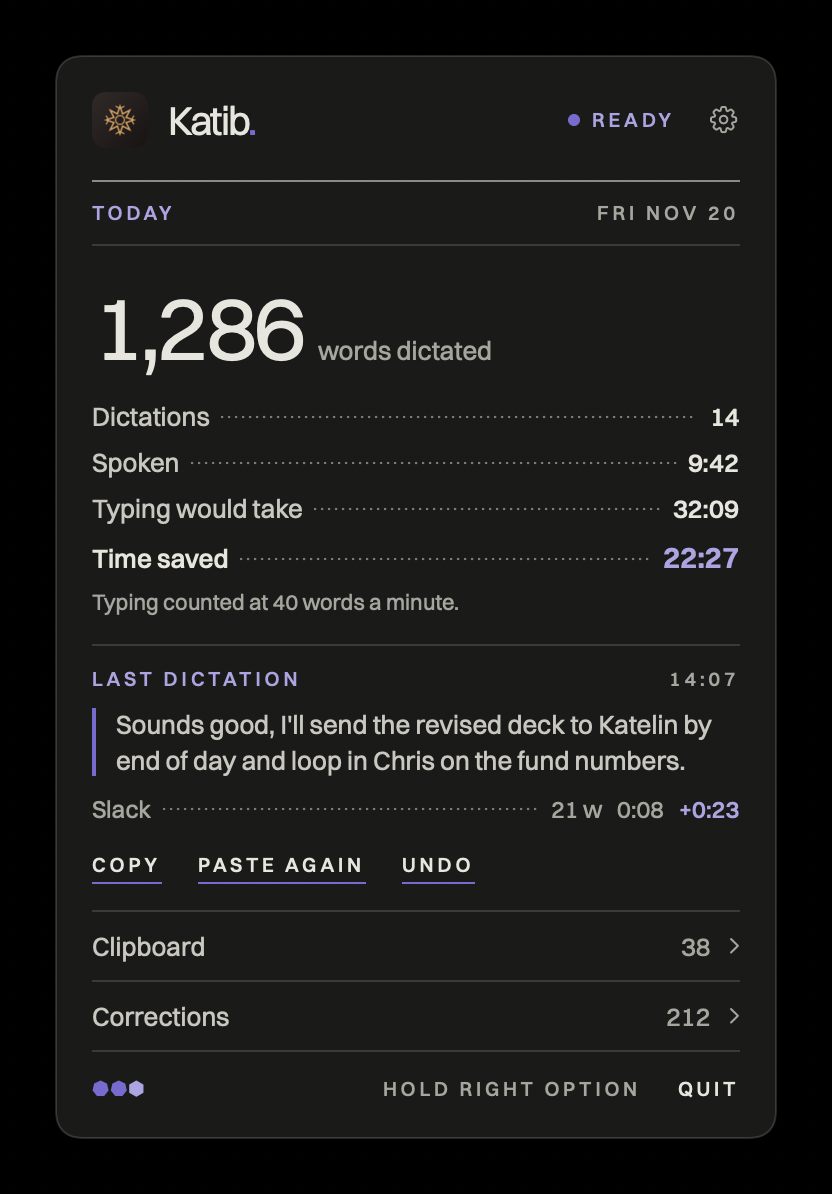 Katib.
READY
TODAY
FRI NOV 20
1,286 words dictated
Dictations 14
Spoken 9:42
Typing would take 32:09
Time saved 22:27
Typing counted at 40 words a minute.
LAST DICTATION
14:07
Sounds good, I'll send the revised deck to Katelin by
end of day and loop in Chris on the fund numbers.
Slack 21 w 0:08 +0:23
COPY PASTE AGAIN UNDO
Clipboard 38
Corrections 212
HOLD RIGHT OPTION QUIT